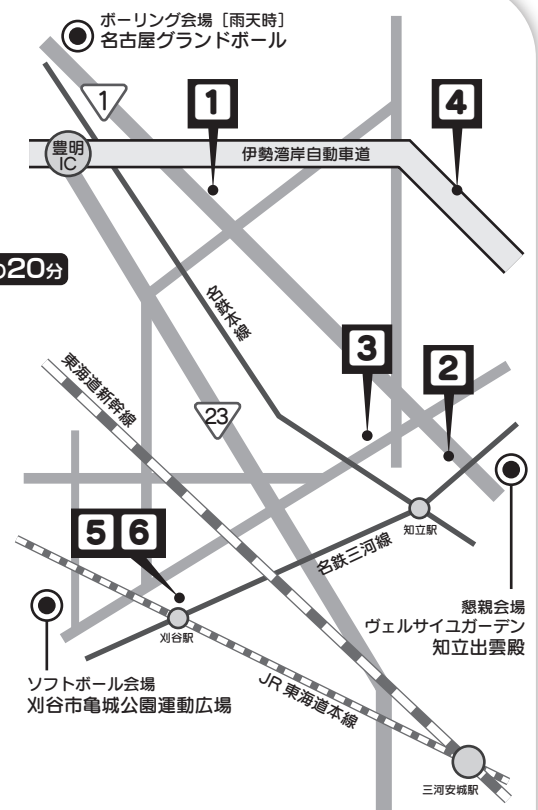 ボーリング会場［雨天時］
名古屋グランドボール
1
1
4
豊明
IC
伊勢湾岸自動車道
20分
名鉄本線
3
2
東海道新幹線
23
5 6
知立駅
名鉄三河線
刈谷駅
懇親会場
ヴェルサイユガーデン
知立出雲殿
ソフトボール会場
刈谷市亀城公園運動広場
JR東海道本線
三河安城駅